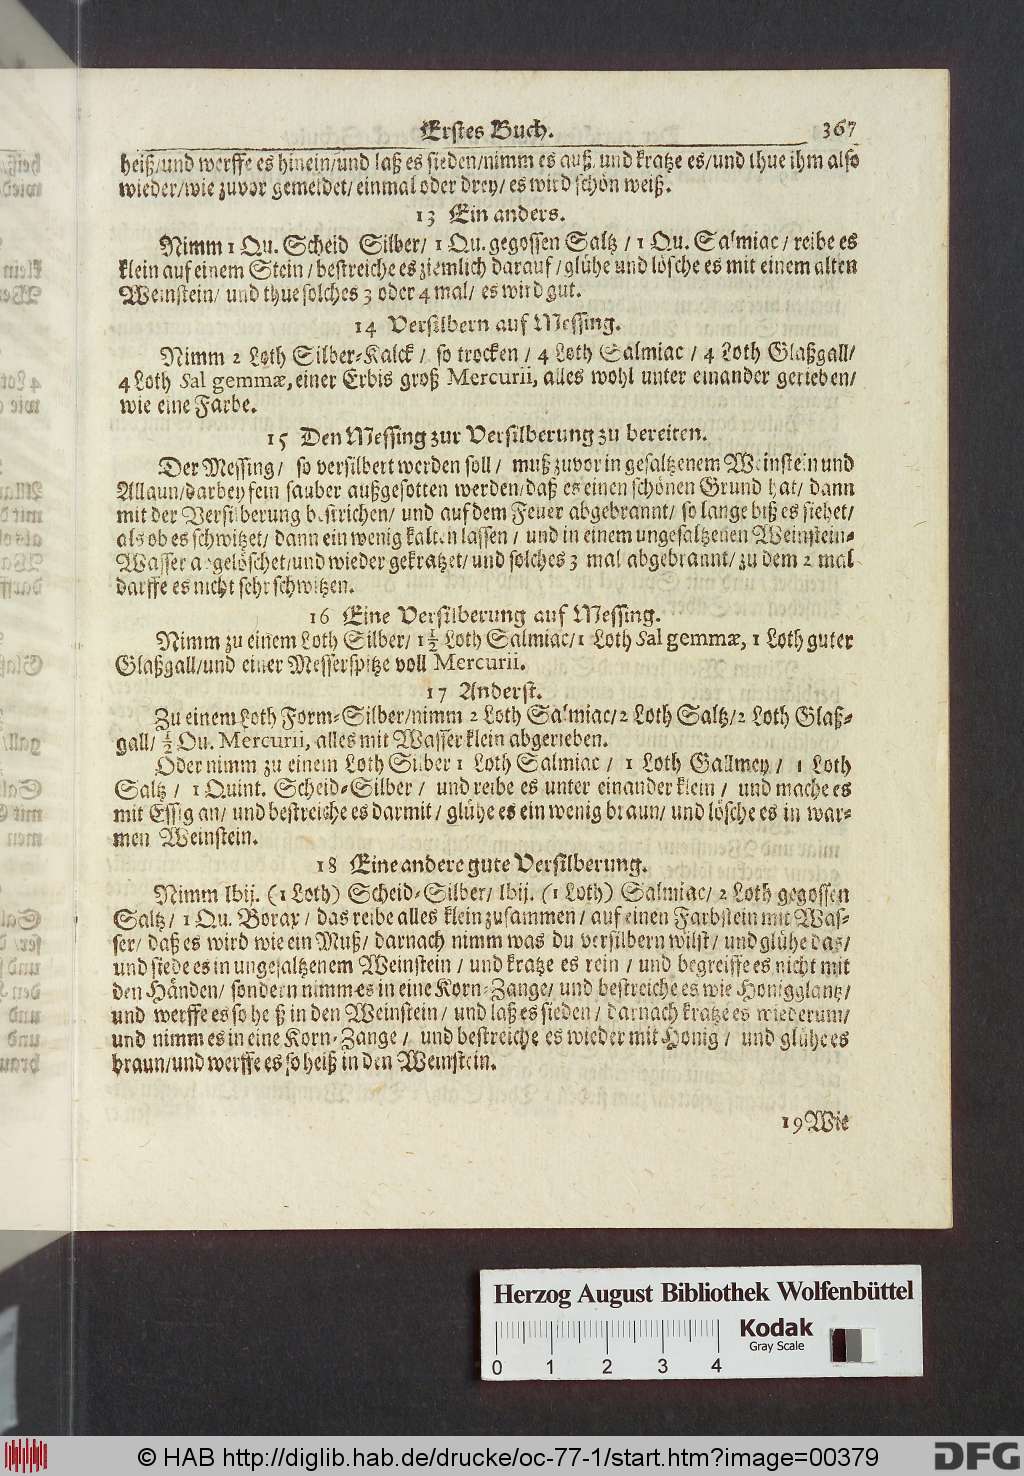 Erstes Buch. 367
heiß/und werffe es hinein/und laß es sieden/nimm es auß, und kratze es/und thue ihm also
wieder/wie zuvor gemeldet/ einmal oder drey/ es wird schön weiß.
13 Ein anders.
Nimm 1 Qu. Scheid Silber/ 1 Qu. gegossen Saltz / 1 Qu. Salmiac / reibe es
klein auf einem Stein / bestreiche es ziemlich darauf / glühe und lösche es mit einem alten
Weinstein/ und thue solches 3 oder 4 mal/ es wird gut.
14 Versilbern auf Messing.
Nimm 2 Loth Silber-Kalck / so trocken / 4 Loth Salmiac / 4 Loth Glaßgall/
4 Loth Sal gemmæ, einer Erbis groß Mercurii, alles wohl unter einander gerieben/
wie eine Farbe.
15 Den Messing zur Versilberung zu bereiten.
Der Messing/ so versilbert werden soll / muß zuvor in gesaltzenem Weinstein und
Allaun/darbey fein sauber außgesotten werden/daß es einen schönen Grund hat/ dann
mit der Versilberung bestrichen/ und auf dem Feuer abgebrannt/ so lange biß es siehet/
als ob es schwitzet/ dann ein wenig kalten lassen / und in einem ungesaltzenen Weinstein-
Wasser abgelöschet/und wieder gekratzet/und solches 3 mal abgebrannt/ zu dem 2 mal
darffe es nicht sehr schwitzen.
16 Eine Versilberung auf Messing.
Nimm zu einem Loth Silber/ 1½ Loth Salmiac/1 Loth Sal gemmæ, 1 Loth guter
Glaßgall/und einer Messerspitze voll Mercurii.
17 Anderst.
Zu einem Loth Form-Silber/nimm 2 Loth Salmiac/2 Loth Saltz/2 Loth Glaß-
gall/ ½ Qu. Mercurii, alles mit Wasser klein abgerieben.
Oder nimm zu einem Loth Silber 1 Loth Salmiac / 1 Loth Gallmey / 1 Loth
Saltz / 1 Quint. Scheid-Silber / und reibe es unter einander klein / und mache es
mit Essig an/ und bestreiche es darmit/ glühe es ein wenig braun/ und lösche es in war-
men Weinstein.
18 Eine andere gute Versilberung.
Nimm lbij. (1 Loth) Scheid-Silber/ lbij. (1 Loth) Salmiac/ 2 Loth gegossen
Saltz/ 1 Qu. Borax/ das reibe alles klein zusammen / auf einen Farbstein mit Was-
ser/ daß es wird wie ein Muß/ darnach nimm was du versilbern wilst/ und glühe das/
und siede es in ungesaltzenem Weinstein / und kratze es rein / und begreiffe es nicht mit
den Händen/ sondern nimm es in eine Korn-Zange/ und bestreiche es wie Honigglantz/
und werffe es so heiß in den Weinstein/ und laß es sieden/ darnach kratze es wiederum/
und nimm es in eine Korn-Zange / und bestreiche es wieder mit Honig / und glühe es
braun/und werffe es so heiß in den Weinstein.
19 Wie
Herzog August Bibliothek Wolfenbüttel
Kodak
Gray Scale
0 1 2 3 4
© HAB http://diglib.hab.de/drucke/oc-77-1/start.htm?image=00379
DFG